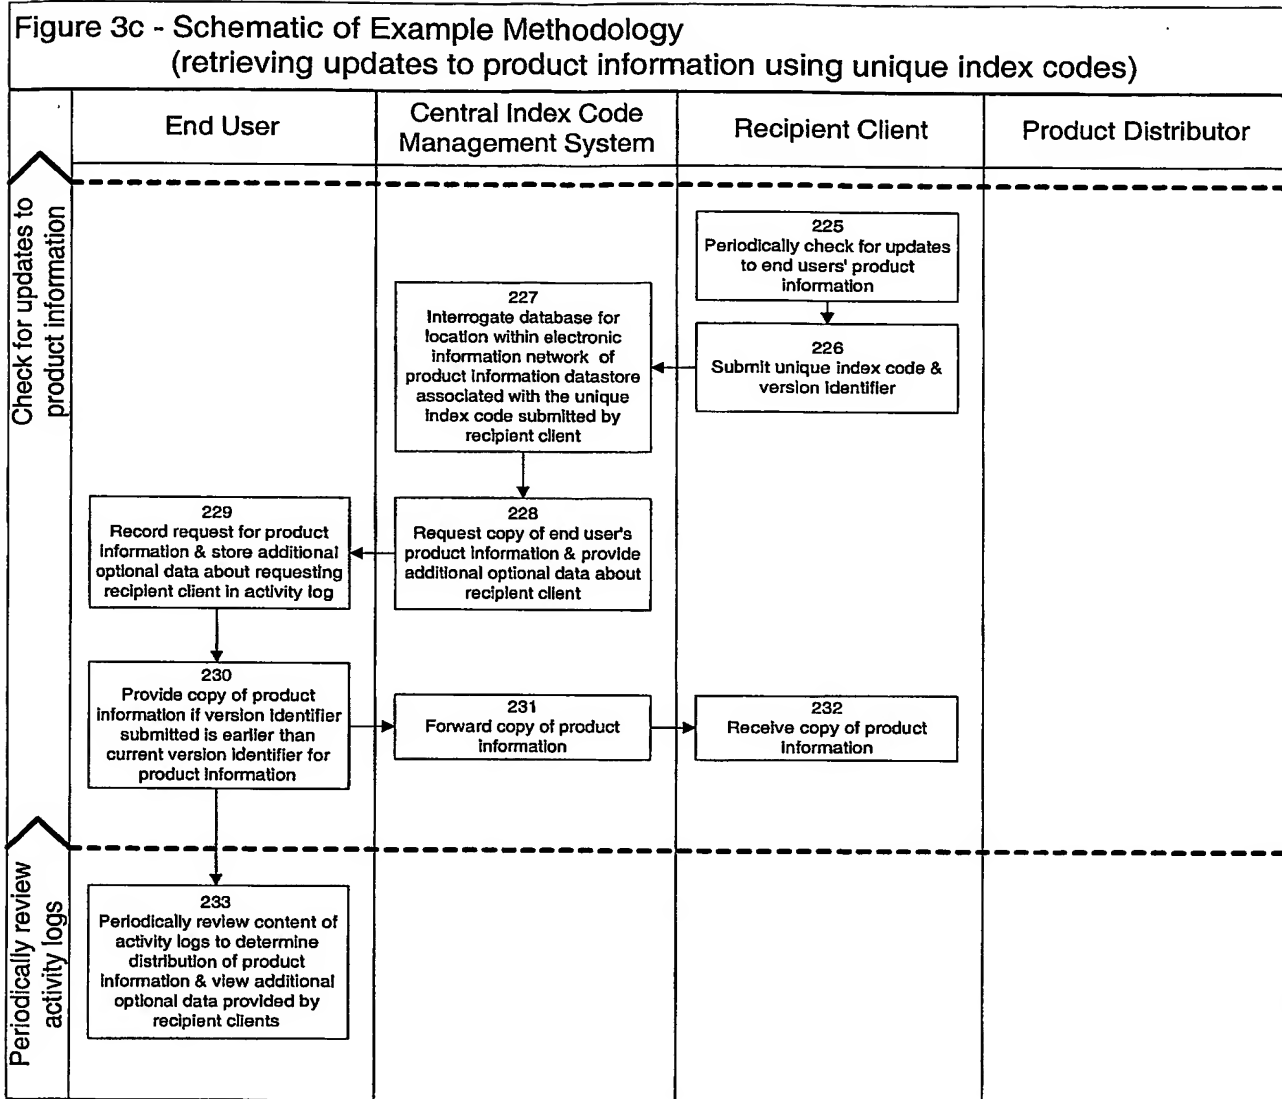 Figure 3c - Schematic of Example Methodology
(retrieving updates to product information using unique index codes)
End User
Central Index Code
Management System
Recipient Client
Product Distributor
Check for updates to
product information
225
Periodically check for updates
to end users' product
information
226
Submit unique index code &
version identifier
227
Interrogate database for
location within electronic
information network of
product information datastore
associated with the unique
index code submitted by
recipient client
228
Request copy of end user's
product information & provide
additional optional data about
recipient client
229
Record request for product
information & store additional
optional data about requesting
recipient client in activity log
230
Provide copy of product
information if version identifier
submitted is earlier than
current version identifier for
product information
231
Forward copy of product
information
232
Receive copy of product
information
Periodically review
activity logs
233
Periodically review content of
activity logs to determine
distribution of product
information & view additional
optional data provided by
recipient clients